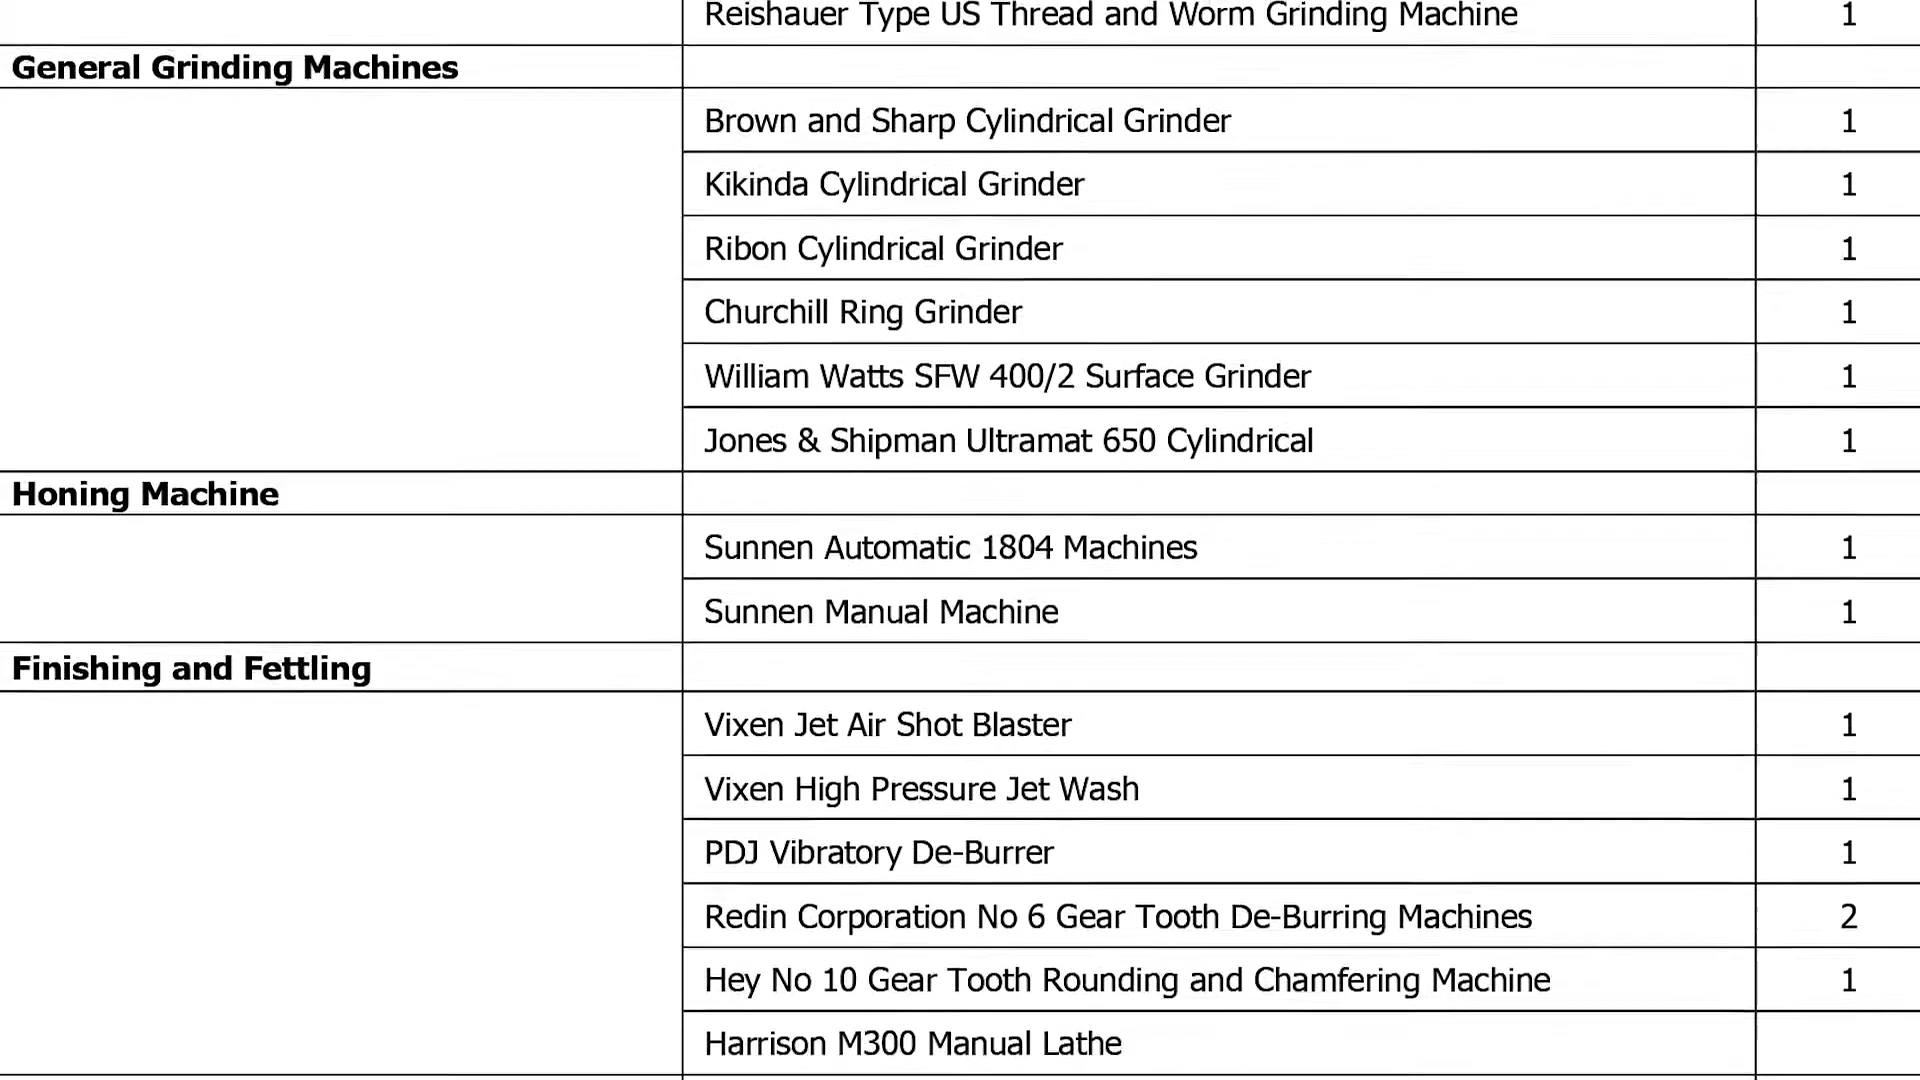 Reishauer Type US Thread and Worm Grinding Machine 1
General Grinding Machines
Brown and Sharp Cylindrical Grinder 1
Kikinda Cylindrical Grinder 1
Ribon Cylindrical Grinder 1
Churchill Ring Grinder 1
William Watts SFW 400/2 Surface Grinder 1
Jones & Shipman Ultramat 650 Cylindrical 1
Honing Machine
Sunnen Automatic 1804 Machines 1
Sunnen Manual Machine 1
Finishing and Fettling
Vixen Jet Air Shot Blaster 1
Vixen High Pressure Jet Wash 1
PDJ Vibratory De-Burrer 1
Redin Corporation No 6 Gear Tooth De-Burring Machines 2
Hey No 10 Gear Tooth Rounding and Chamfering Machine 1
Harrison M300 Manual Lathe